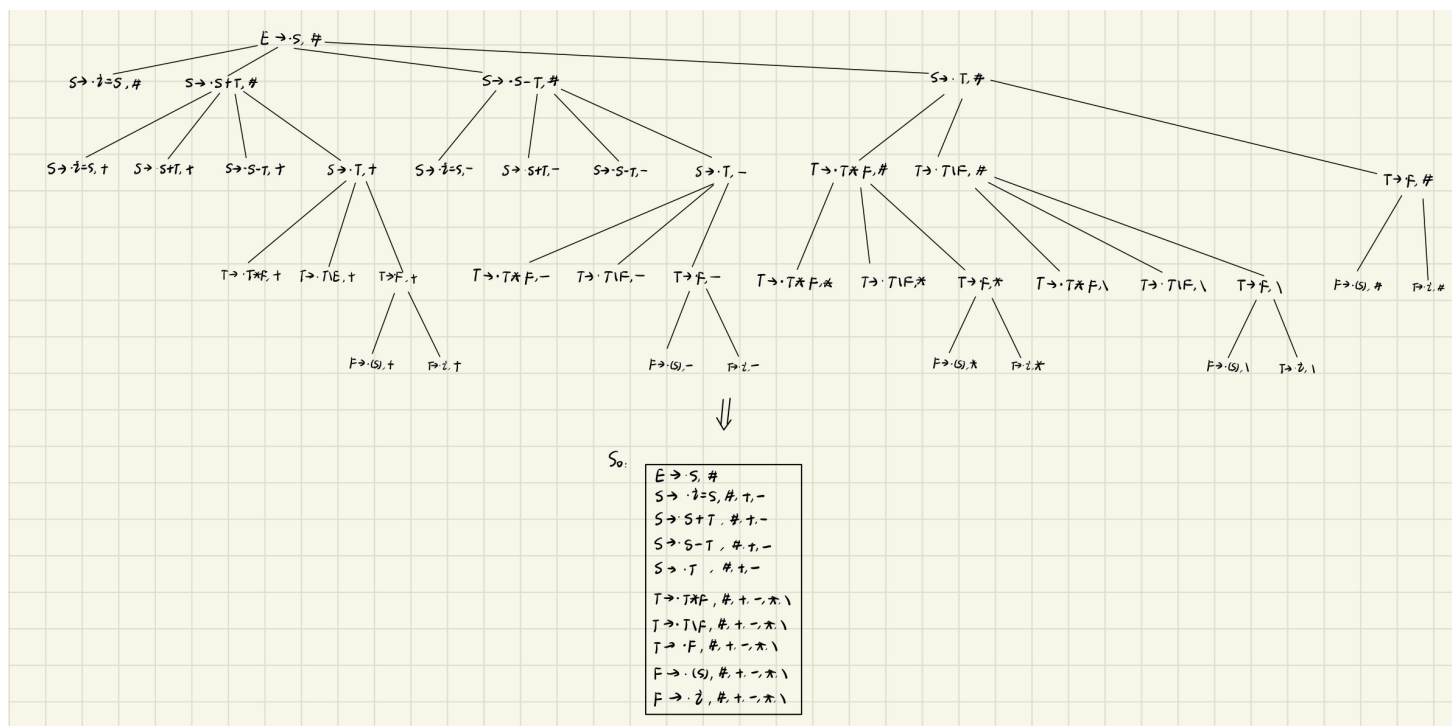 E → ·S, #
S → ·i=S, # S → ·S+T, # S → ·S-T, # S → ·T, #
S → ·i=S, + S → ·S+T, + S → ·S-T, + S → ·T, + S → ·i=S, - S → ·S+T, - S → ·S-T, - S → ·T, - T → ·T*F, # T → ·T\F, # T → F, #
T → ·T*F, + T → ·T\F, + T → F, + T → ·T*F, - T → ·T\F, - T → F, - T → ·T*F, * T → ·T\F, * T → F, * T → ·T*F, \ T → ·T\F, \ T → F, \ F → ·(S), # F → ·i, #
F → ·(S), + F → ·i, + F → ·(S), - F → ·i, - F → ·(S), * F → ·i, * F → ·(S), \ F → ·i, \
⇓
S₀:
E → ·S, #
S → ·i=S, #, +, -
S → ·S+T, #, +, -
S → ·S-T, #, +, -
S → ·T, #, +, -
T → ·T*F, #, +, -, *, \
T → ·T\F, #, +, -, *, \
T → ·F, #, +, -, *, \
F → ·(S), #, +, -, *, \
F → ·i, #, +, -, *, \